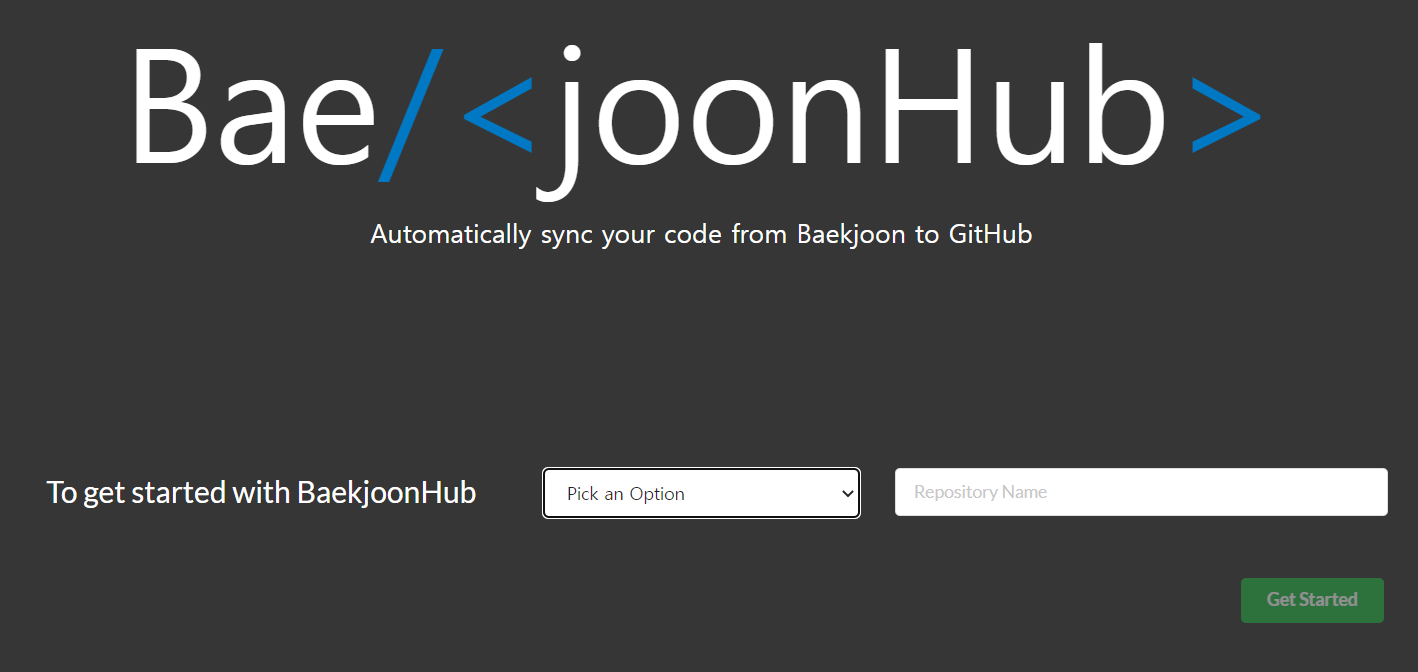 Bae/<joonHub>
Automatically sync your code from Baekjoon to GitHub
To get started with BaekjoonHub
Pick an Option
Repository Name
Get Started